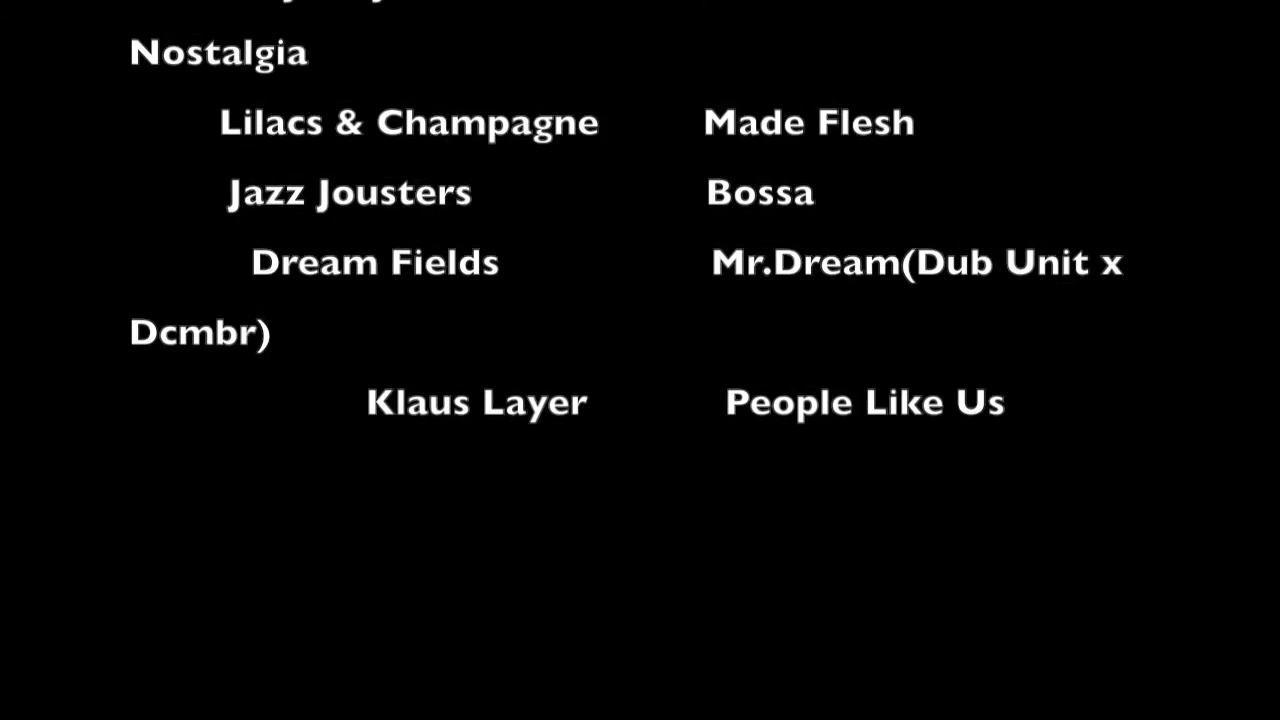 Nostalgia
Lilacs & Champagne Made Flesh
Jazz Jousters Bossa
Dream Fields Mr.Dream(Dub Unit x
Dcmbr)
Klaus Layer People Like Us